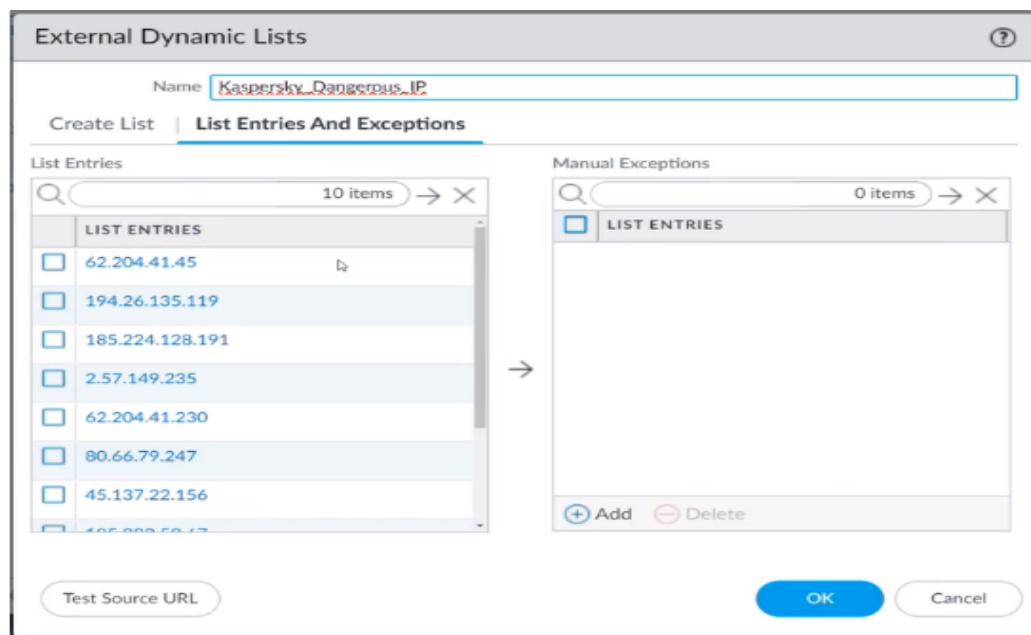 External Dynamic Lists
Name Kaspersky_Dangerous_IP
Create List | List Entries And Exceptions
List Entries
10 items
LIST ENTRIES
62.204.41.45
194.26.135.119
185.224.128.191
2.57.149.235
62.204.41.230
80.66.79.247
45.137.22.156
Manual Exceptions
0 items
LIST ENTRIES
Add Delete
Test Source URL
OK
Cancel